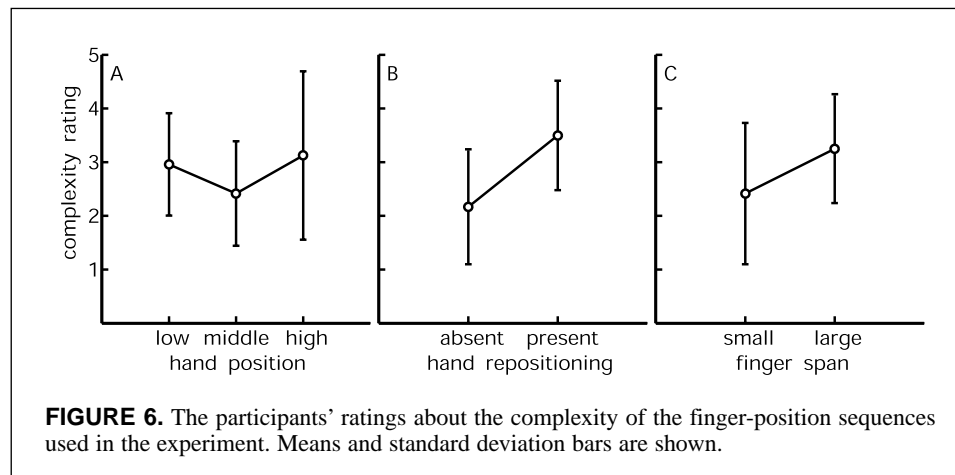 5
A
B
C
4
3
2
1
complexity rating
low middle high
hand position
absent present
hand repositioning
small large
finger span
FIGURE 6. The participants’ ratings about the complexity of the finger-position sequences
used in the experiment. Means and standard deviation bars are shown.